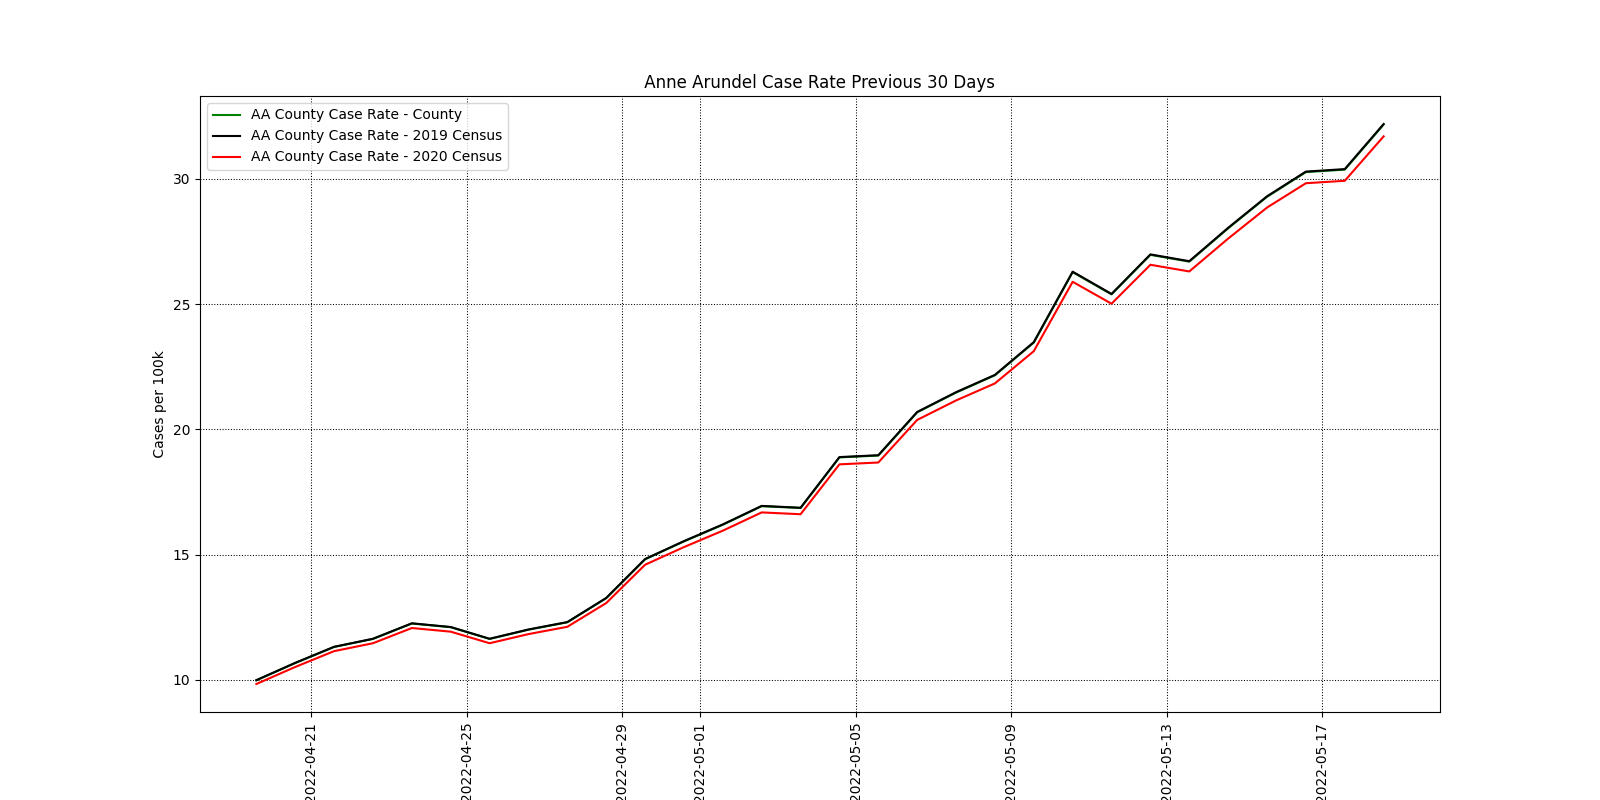 Anne Arundel Case Rate Previous 30 Days
AA County Case Rate - County
AA County Case Rate - 2019 Census
AA County Case Rate - 2020 Census
Cases per 100k
30
25
20
15
10
2022-04-21
2022-04-25
2022-04-29
2022-05-01
2022-05-05
2022-05-09
2022-05-13
2022-05-17